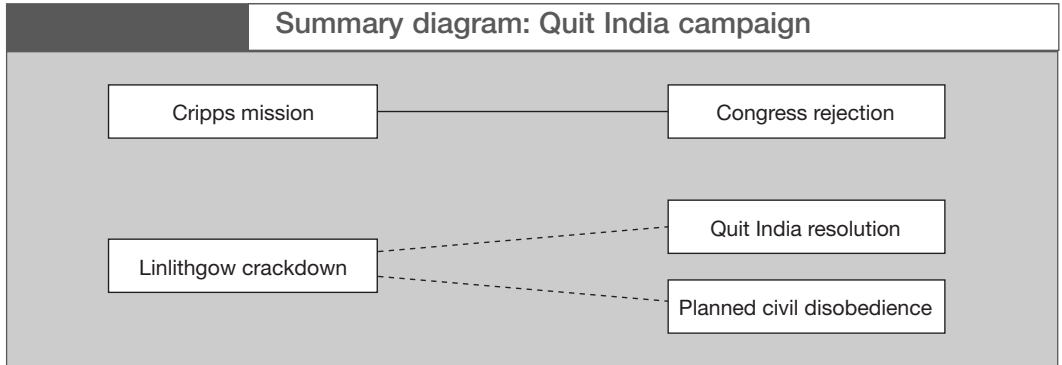 Summary diagram: Quit India campaign
Cripps mission
Congress rejection
Quit India resolution
Linlithgow crackdown
Planned civil disobedience